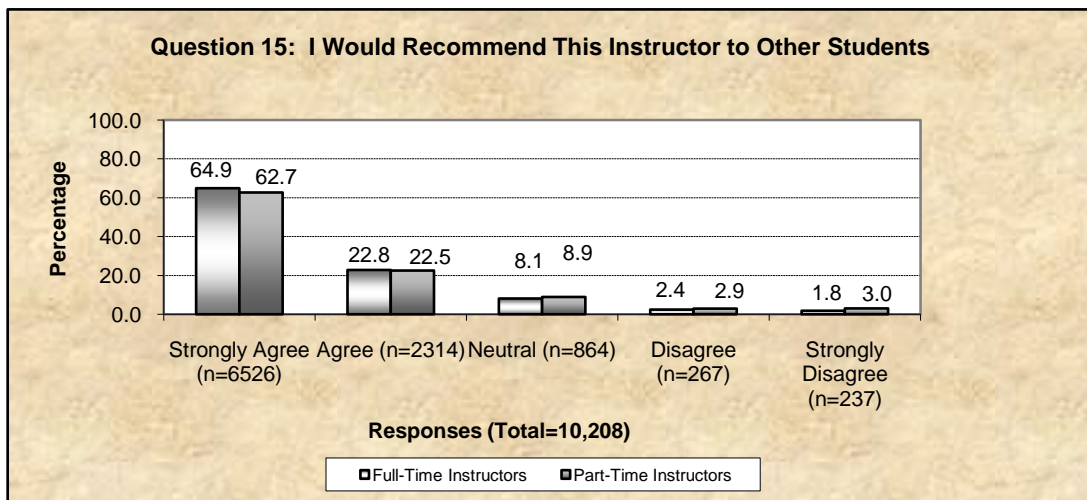 Question 15:  I Would Recommend This Instructor to Other Students
100.0
80.0
60.0
40.0
20.0
0.0
Percentage
64.9 62.7
22.8 22.5
8.1 8.9
2.4 2.9
1.8 3.0
Strongly Agree
(n=6526)
Agree (n=2314)
Neutral (n=864)
Disagree
(n=267)
Strongly
Disagree
(n=237)
Responses (Total=10,208)
Full-Time Instructors
Part-Time Instructors